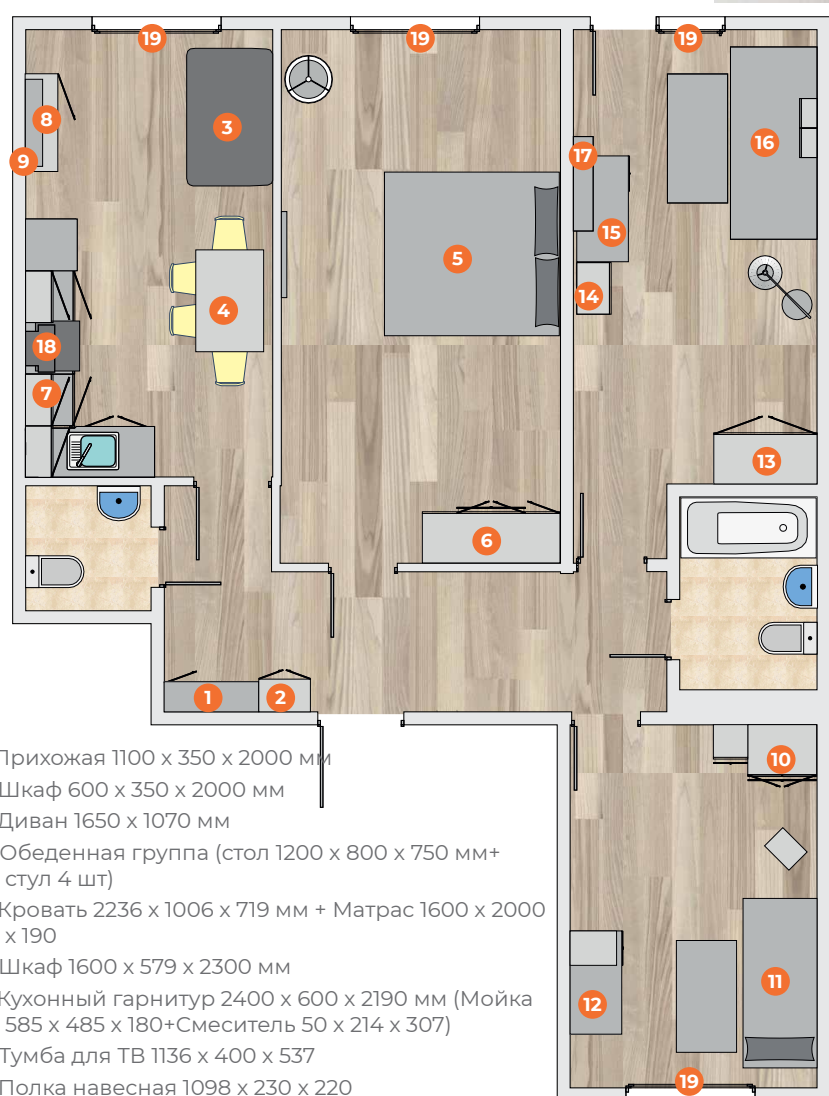 19
19
19
8
3
9
17
16
15
5
14
4
18
7
13
6
1
2
10
11
12
19
Прихожая 1100 x 350 x 2000 мм
Шкаф 600 x 350 x 2000 мм
Диван 1650 x 1070 мм
Обеденная группа (стол 1200 x 800 x 750 мм+
стул 4 шт)
Кровать 2236 x 1006 x 719 мм + Матрас 1600 x 2000
x 190
Шкаф 1600 x 579 x 2300 мм
Кухонный гарнитур 2400 x 600 x 2190 мм (Мойка
585 x 485 x 180+Смеситель 50 x 214 x 307)
Тумба для ТВ 1136 x 400 x 537
Полка навесная 1098 x 230 x 220